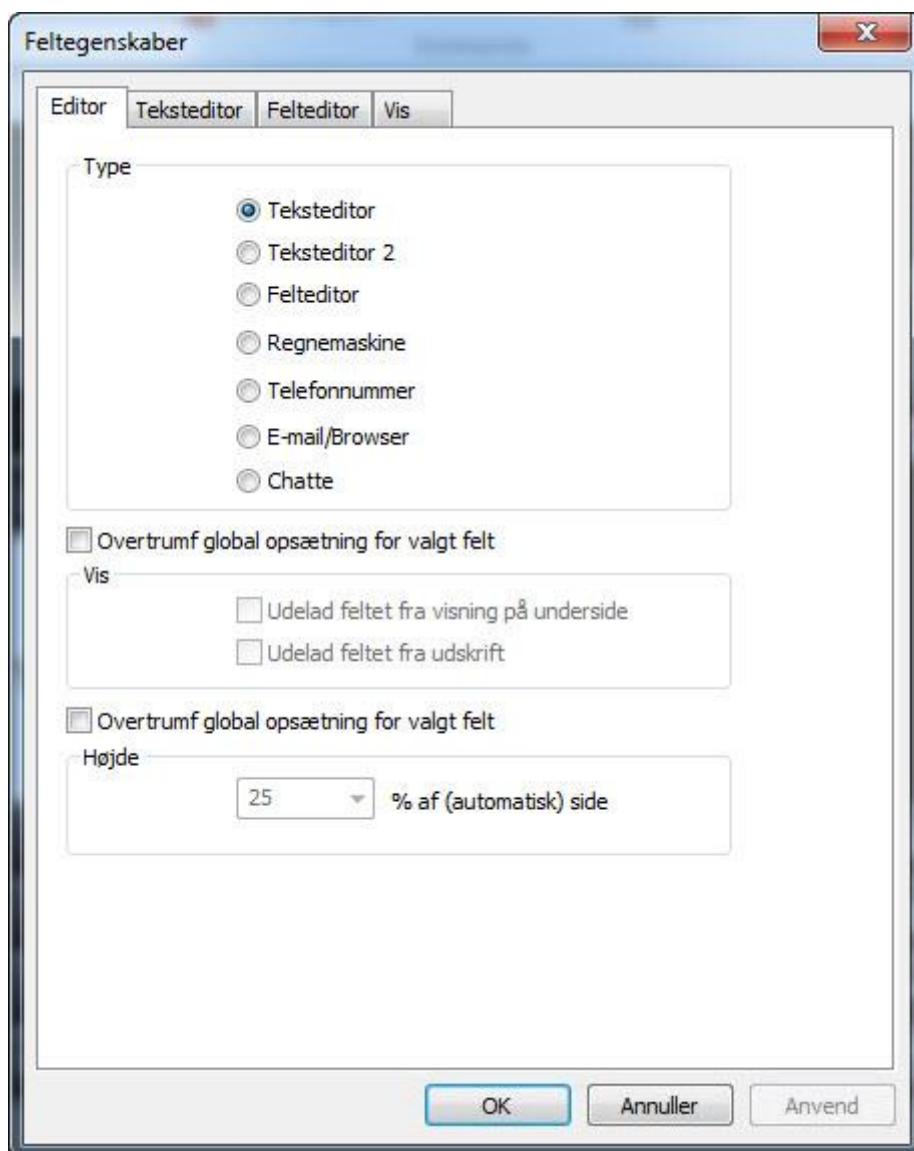 Feltegenskaber
Editor Teksteditor Felteditor Vis
Type
Teksteditor
Teksteditor 2
Felteditor
Regnemaskine
Telefonnummer
E-mail/Browser
Chatte
Overtrumf global opsætning for valgt felt
Vis
Udelad feltet fra visning på underside
Udelad feltet fra udskrift
Overtrumf global opsætning for valgt felt
Højde
25 % af (automatisk) side
OK Annuller Anvend